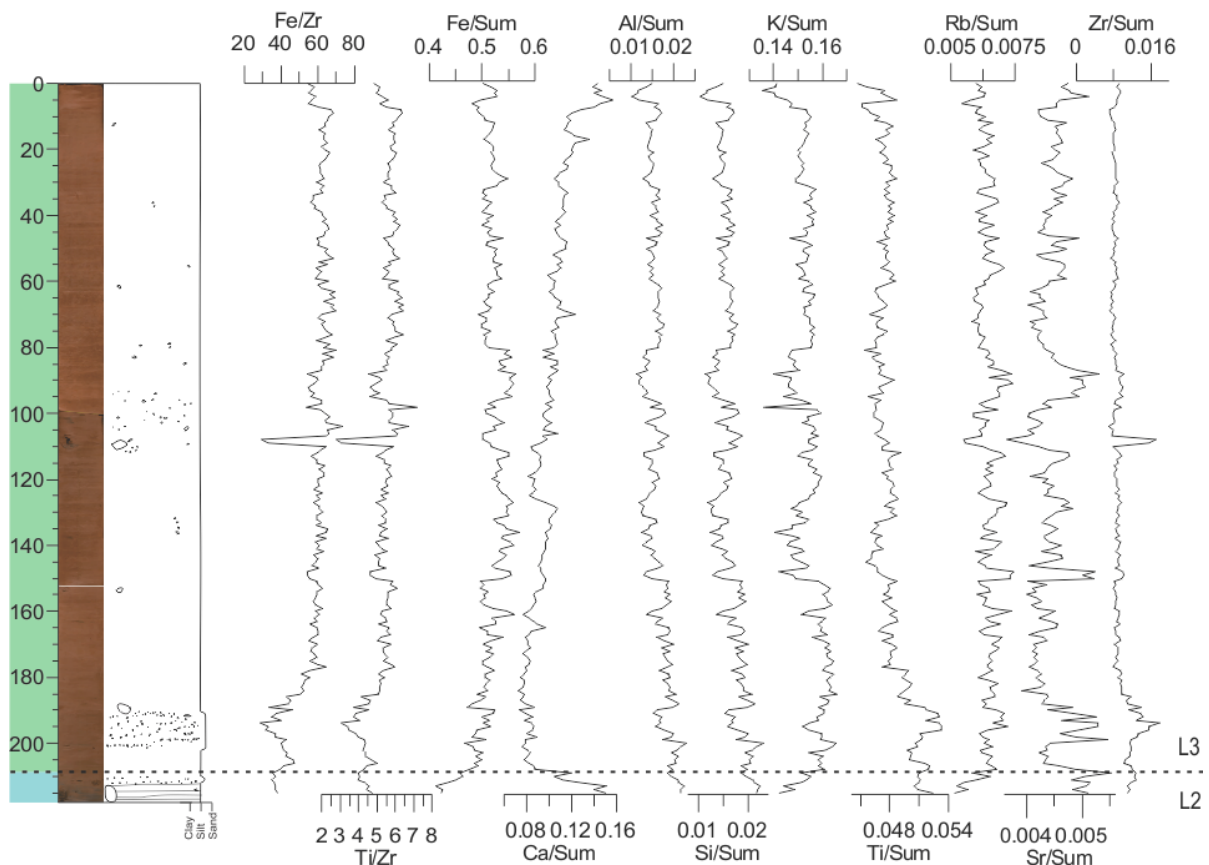 Fe/Zr Fe/Sum Al/Sum K/Sum Rb/Sum Zr/Sum
20 40 60 80 0.4 0.5 0.6 0.010 0.02 0.14 0.16 0.005 0.0075 0 0.016
0
20
40
60
80
100
120
140
160
180
200
L3
L2
Clay
Silt
Sand
2 3 4 5 6 7 8 0.08 0.12 0.16 0.01 0.02 0.048 0.054 0.004 0.005
Ti/Zr Ca/Sum Si/Sum Ti/Sum Sr/Sum